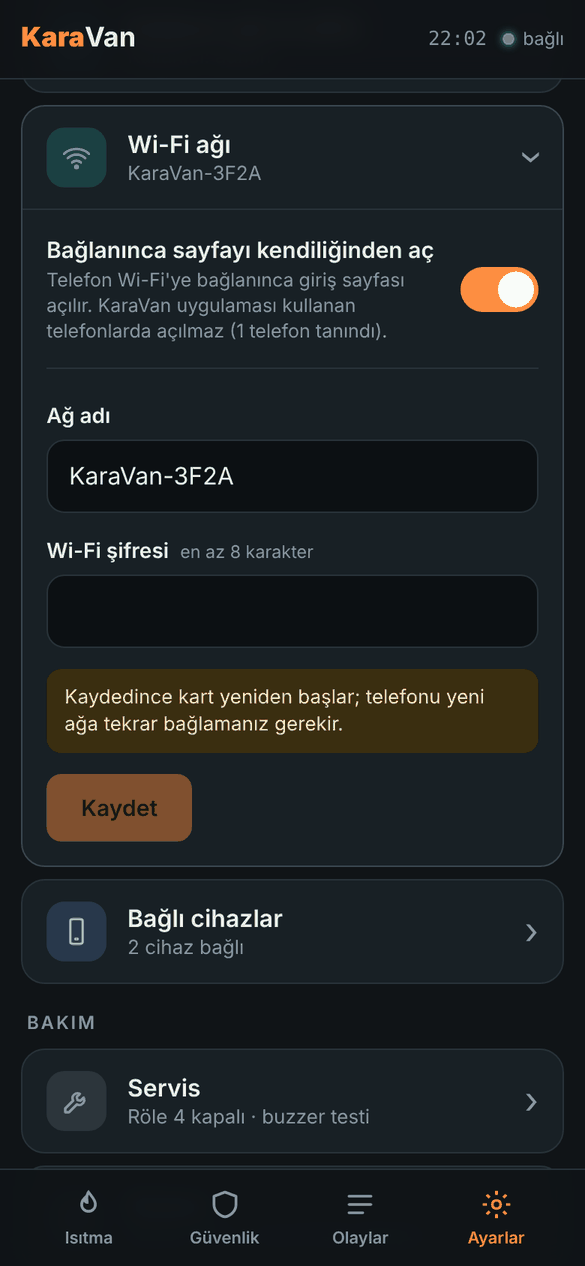 KaraVan
22:02 bağlı
Wi-Fi ağı
KaraVan-3F2A
Bağlanınca sayfayı kendiliğinden aç
Telefon Wi-Fi'ye bağlanınca giriş sayfası
açılır. KaraVan uygulaması kullanan
telefonlarda açılmaz (1 telefon tanındı).
Ağ adı
KaraVan-3F2A
Wi-Fi şifresi en az 8 karakter
Kaydedince kart yeniden başlar; telefonu yeni
ağa tekrar bağlamanız gerekir.
Kaydet
Bağlı cihazlar
2 cihaz bağlı
BAKIM
Servis
Röle 4 kapalı · buzzer testi
Isıtma
Güvenlik
Olaylar
Ayarlar